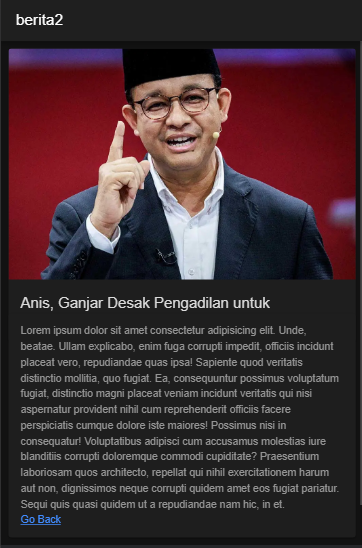 berita2
Anis, Ganjar Desak Pengadilan untuk
Lorem ipsum dolor sit amet consectetur adipisicing elit. Unde,
beatae. Ullam explicabo, enim fuga corrupti impedit, officiis incidunt
placeat vero, repudiandae quas ipsa! Sapiente quod veritatis
distinctio mollitia, quo fugiat. Ea, consequuntur possimus voluptatum
fugiat, distinctio magni placeat veniam incidunt veritatis qui nisi
aspernatur provident nihil cum reprehenderit officiis facere
perspiciatis cumque dolore iste maiores! Possimus nisi in
consequatur! Voluptatibus adipisci cum accusamus molestias iure
blanditiis corrupti doloremque commodi cupiditate? Praesentium
laboriosam quos architecto, repellat qui nihil exercitationem harum
aut non, dignissimos neque corrupti quidem amet eos fugiat pariatur.
Sequi quis quasi quidem ut a repudiandae nam hic, in et.
Go Back